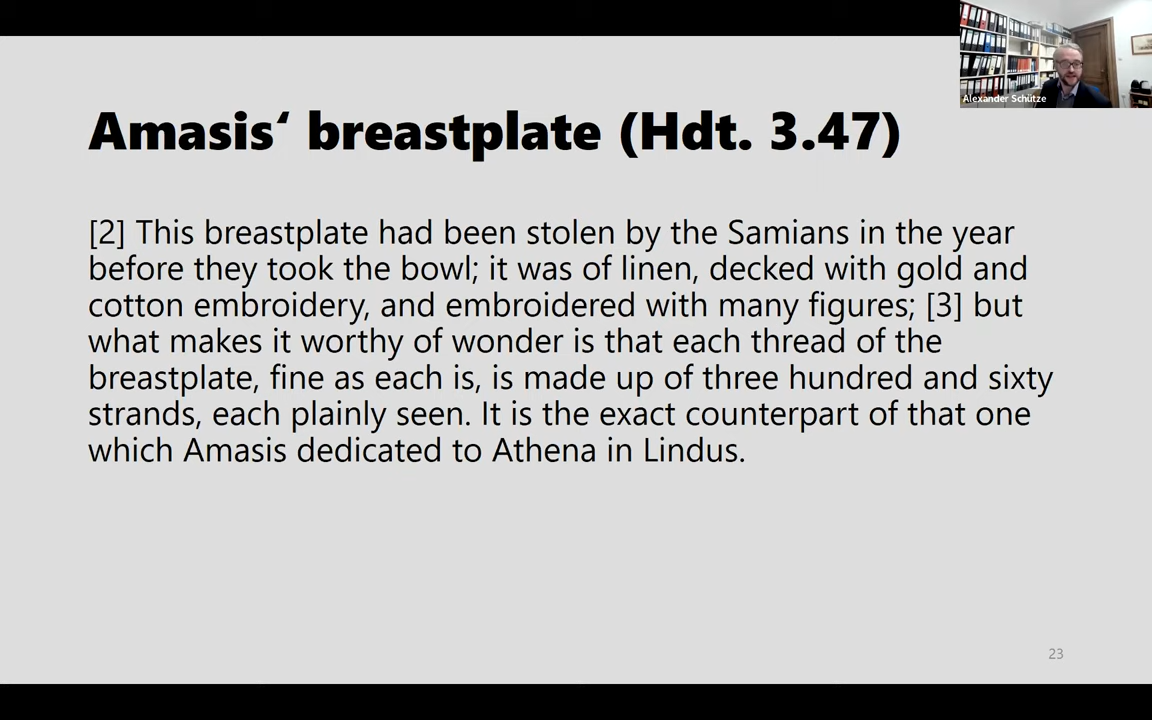 Alexander Schütze
Amasis‘ breastplate (Hdt. 3.47)
[2] This breastplate had been stolen by the Samians in the year
before they took the bowl; it was of linen, decked with gold and
cotton embroidery, and embroidered with many figures; [3] but
what makes it worthy of wonder is that each thread of the
breastplate, fine as each is, is made up of three hundred and sixty
strands, each plainly seen. It is the exact counterpart of that one
which Amasis dedicated to Athena in Lindus.
23